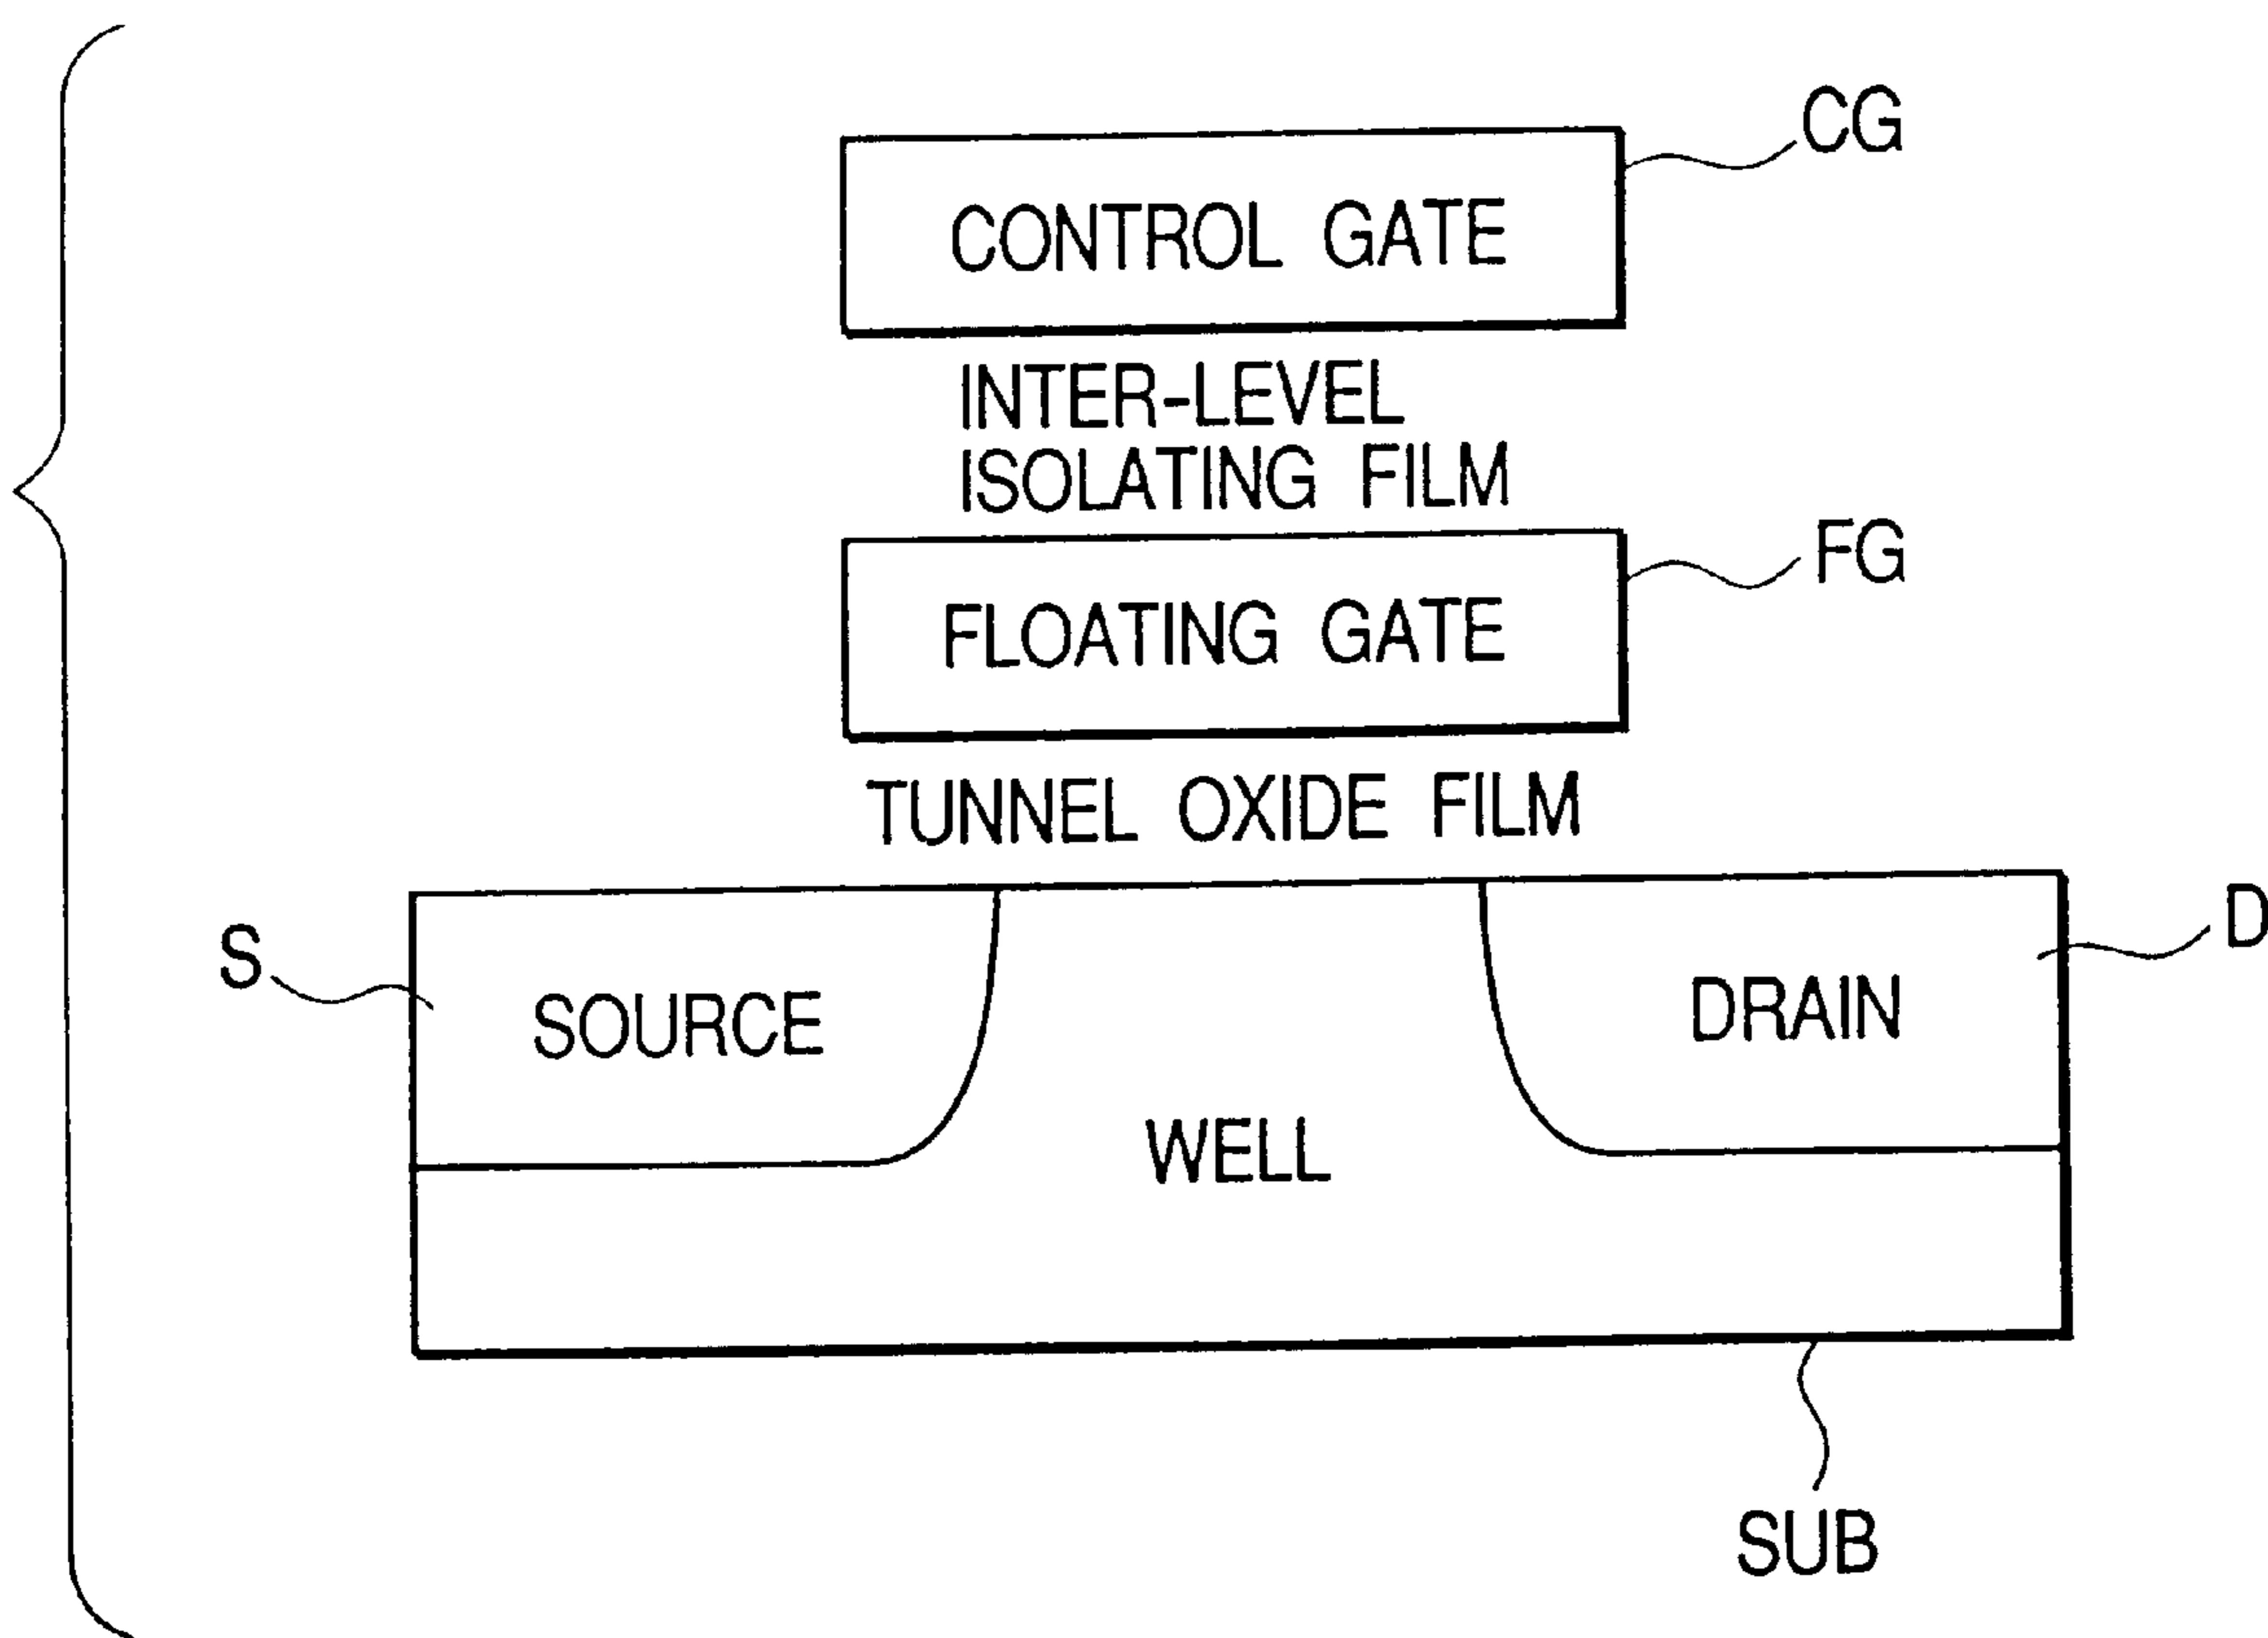 CG
CONTROL GATE
INTER-LEVEL
ISOLATING FILM
FG
FLOATING GATE
TUNNEL OXIDE FILM
S
D
SOURCE
DRAIN
WELL
SUB